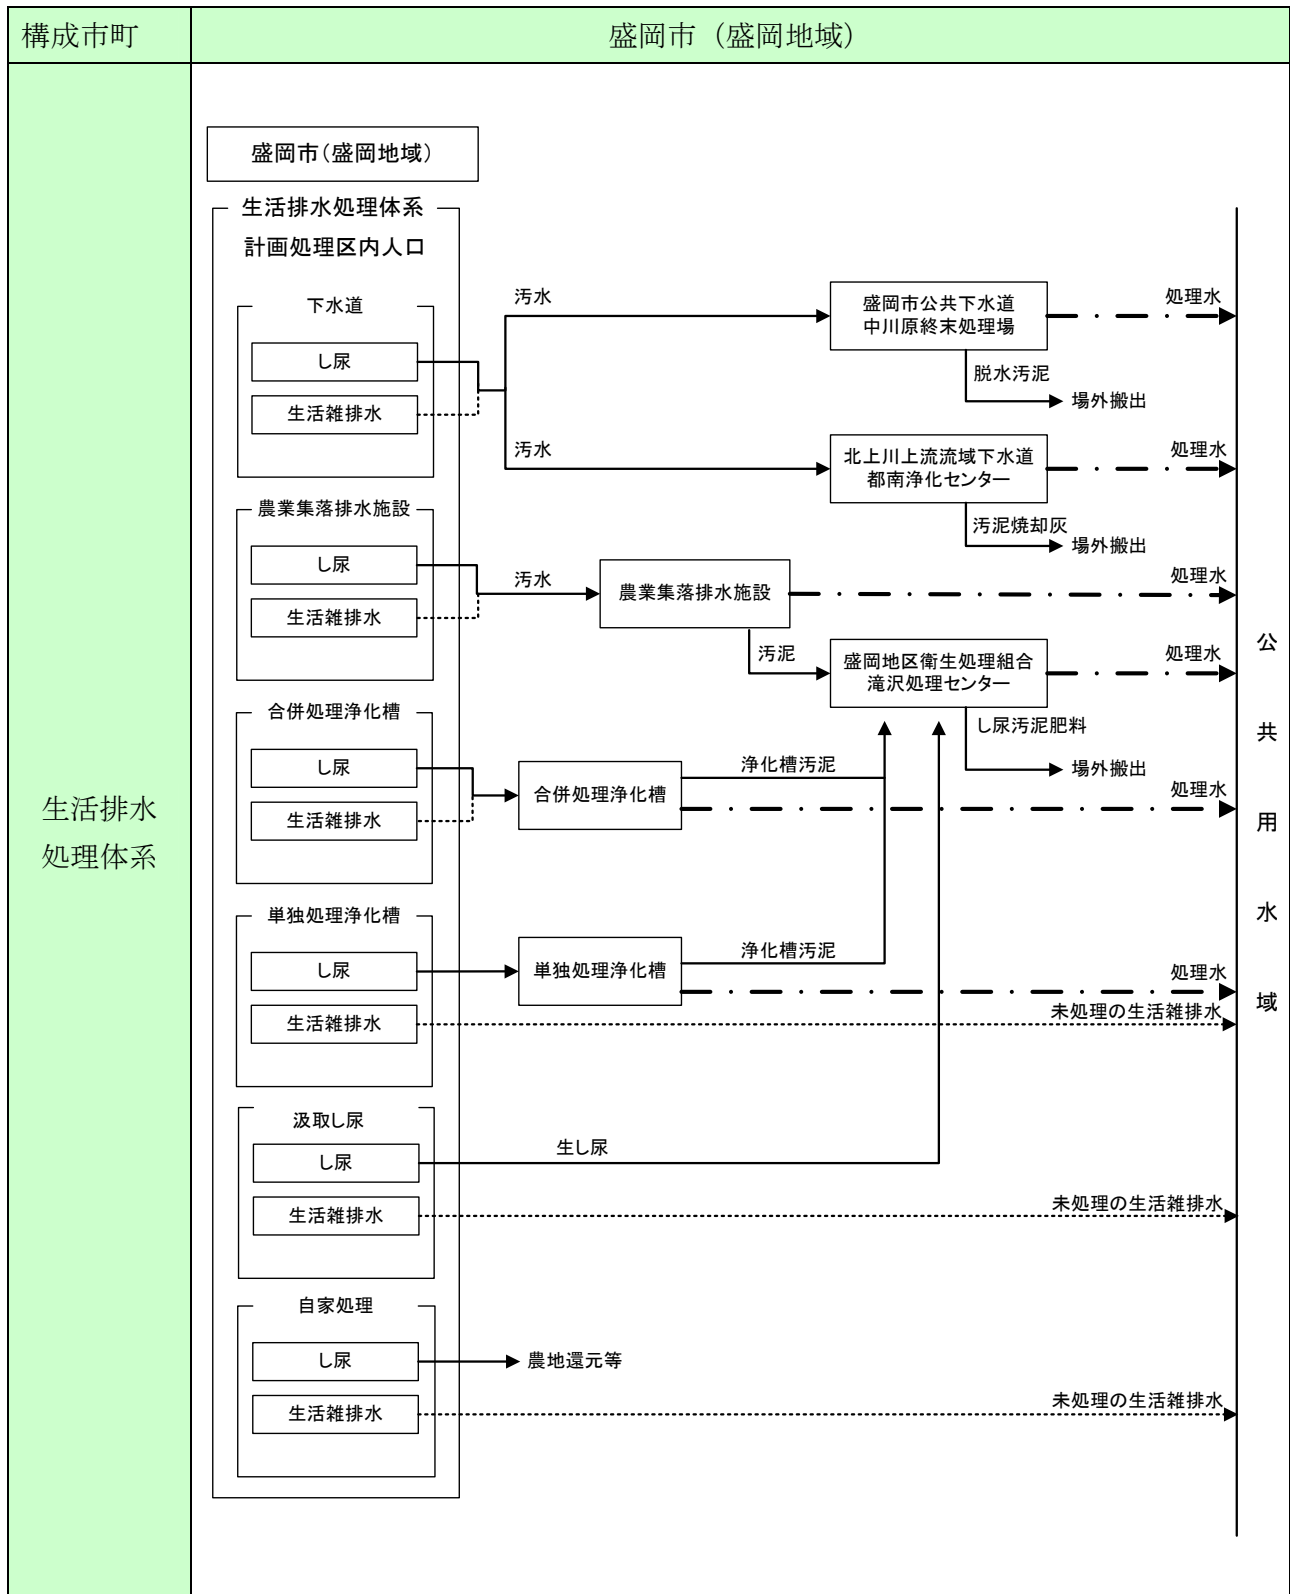 構成市町
盛岡市（盛岡地域）
生活排水
処理体系
盛岡市（盛岡地域）
生活排水処理体系
計画処理区内人口
下水道
し尿
生活雑排水
汚水
汚水
盛岡市公共下水道
中川原終末処理場
処理水
脱水汚泥
場外搬出
北上川上流流域下水道
都南浄化センター
処理水
汚泥焼却灰
場外搬出
農業集落排水施設
し尿
生活雑排水
汚水
農業集落排水施設
処理水
汚泥
盛岡地区衛生処理組合
滝沢処理センター
処理水
し尿汚泥肥料
場外搬出
合併処理浄化槽
し尿
生活雑排水
合併処理浄化槽
浄化槽汚泥
処理水
単独処理浄化槽
し尿
生活雑排水
単独処理浄化槽
浄化槽汚泥
処理水
未処理の生活雑排水
汲取し尿
し尿
生活雑排水
生し尿
未処理の生活雑排水
自家処理
し尿
生活雑排水
農地還元等
未処理の生活雑排水
公共用水域